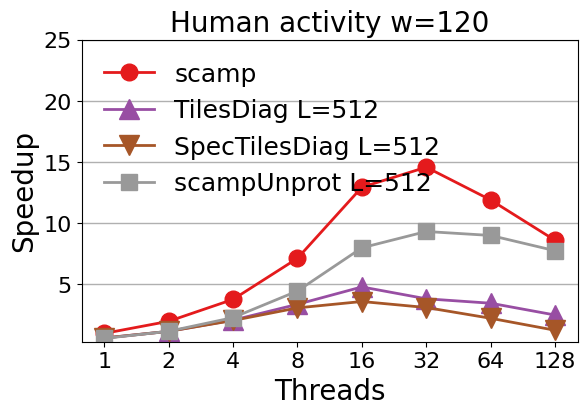 Human activity w=120
25
20
15
10
5
Speedup
scamp
TilesDiag L=512
SpecTilesDiag L=512
scampUnprot L=512
1 2 4 8 16 32 64 128
Threads